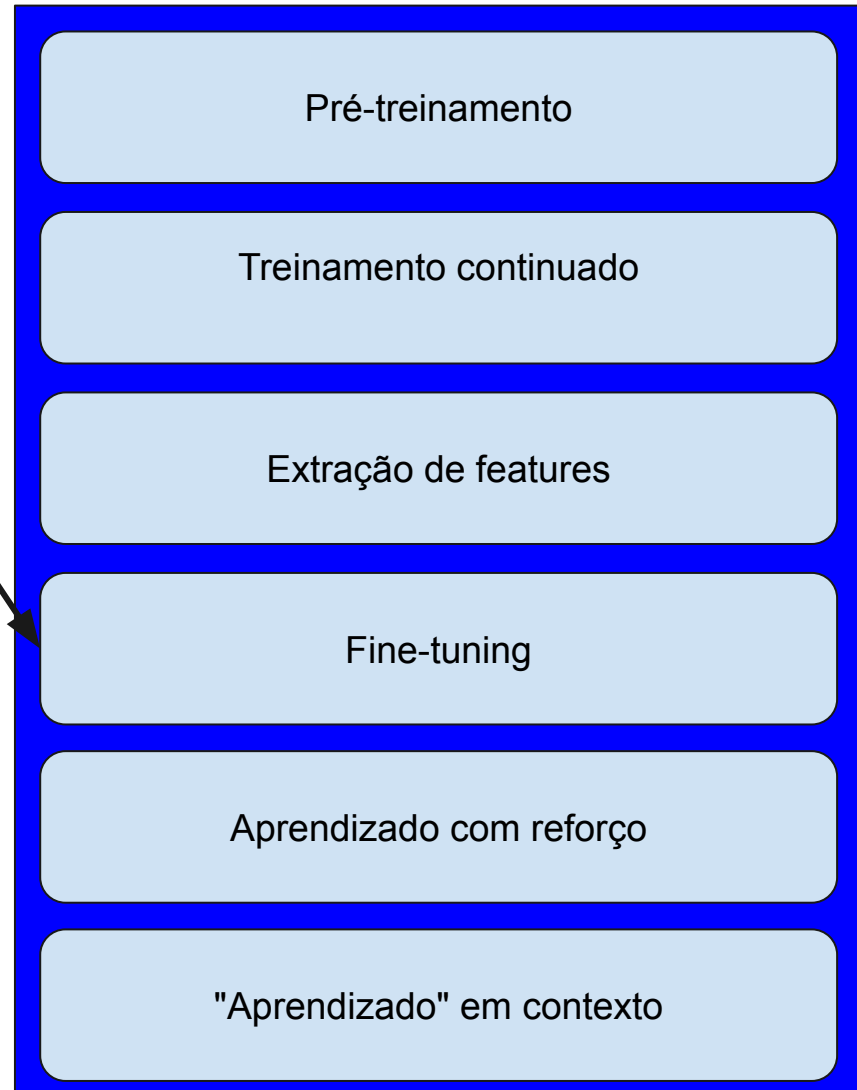 Pré-treinamento
Treinamento continuado
Extração de features
Fine-tuning
Aprendizado com reforço
"Aprendizado" em contexto